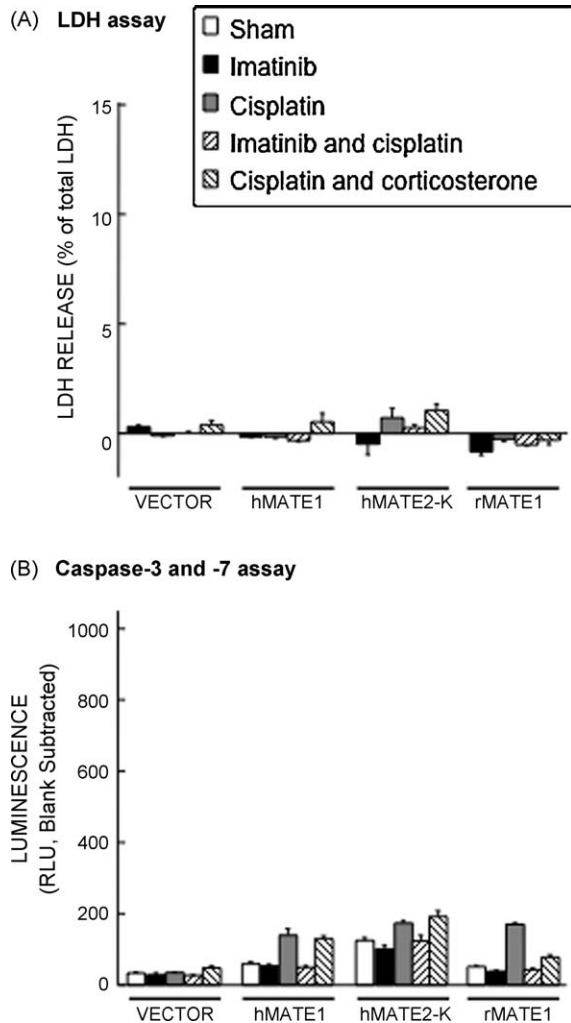 (A) LDH assay
Sham
Imatinib
Cisplatin
Imatinib and cisplatin
Cisplatin and corticosterone
LDH RELEASE (% of total LDH)
15
10
5
0
VECTOR hMATE1 hMATE2-K rMATE1
(B) Caspase-3 and -7 assay
LUMINESCENCE
(RLU, Blank Subtracted)
1000
800
600
400
200
0
VECTOR hMATE1 hMATE2-K rMATE1